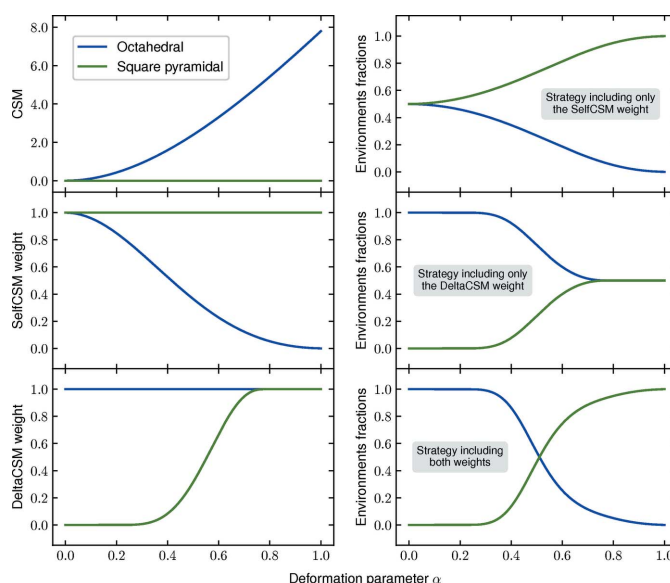 Octahedral
Square pyramidal
CSM
8.0
6.0
4.0
2.0
0.0
Environments fractions
1.0
0.8
0.6
0.4
0.2
0.0
Strategy including only
the SelfCSM weight
SelfCSM weight
1.0
0.8
0.6
0.4
0.2
0.0
Environments fractions
1.0
0.8
0.6
0.4
0.2
0.0
Strategy including only
the DeltaCSM weight
DeltaCSM weight
1.0
0.8
0.6
0.4
0.2
0.0
0.0 0.2 0.4 0.6 0.8 1.0
Environments fractions
1.0
0.8
0.6
0.4
0.2
0.0
Strategy including
both weights
0.0 0.2 0.4 0.6 0.8 1.0
Deformation parameter α